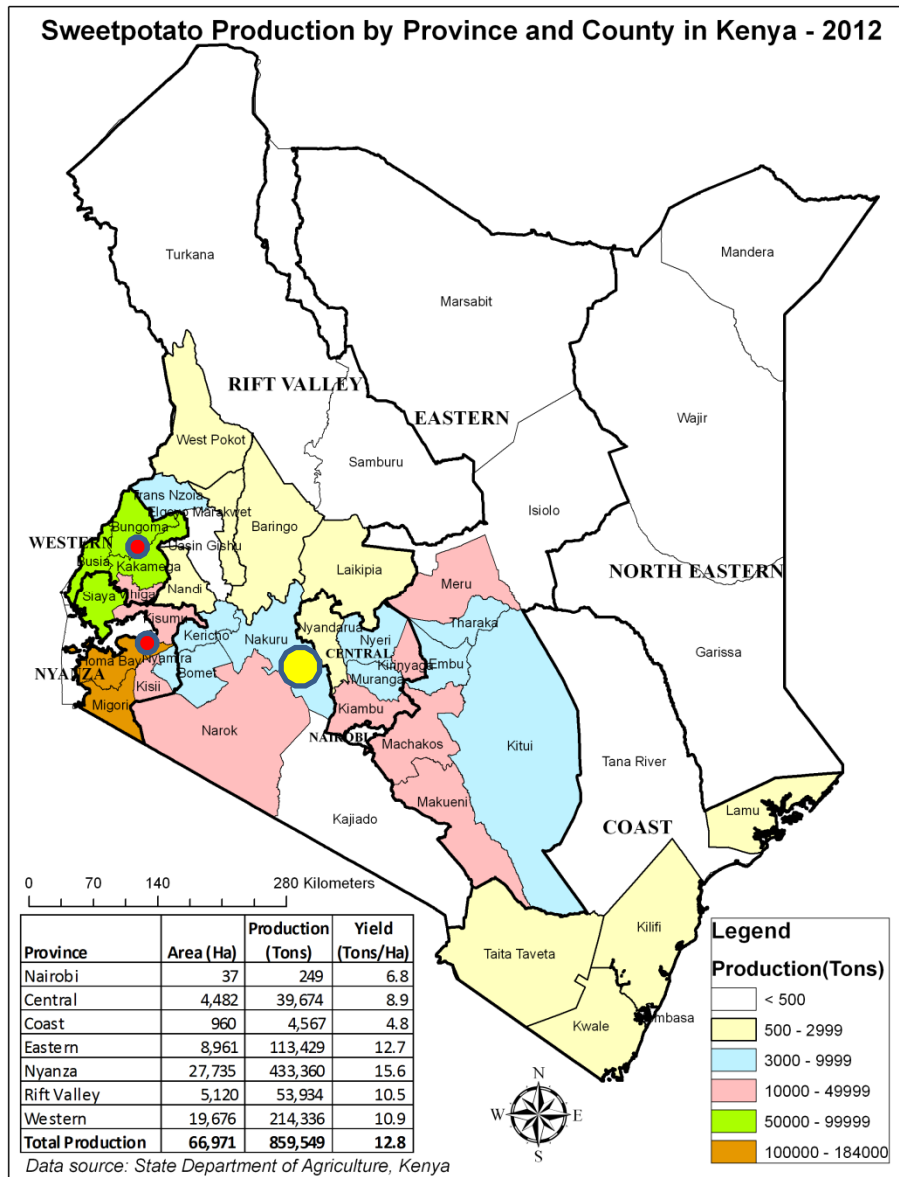 Sweetpotato Production by Province and County in Kenya - 2012
Turkana
Mandera
Marsabit
RIFT VALLEY
EASTERN
Wajir
West Pokot
Samburu
Isiolo
Trans Nzoia
Elgeyo Marakwet
Bungoma
Baringo
WESTERN
Uasin Gishu
NORTH EASTERN
Busia
Kakamega
Laikipia
Meru
Nandi
Siaya
Vihiga
Kisumu
Tharaka
Kericho
Nakuru
Nyandarua
Nyeri
Garissa
CENTRAL
Homa Bay
Nyamira
Kirinyaga
Embu
NYANZA
Bomet
Muranga
Kisii
Migori
Kiambu
Narok
NAIROBI
Machakos
Kitui
Tana River
Makueni
Kajiado
Lamu
COAST
0 70 140 280 Kilometers
Kilifi
Taita Taveta
Kwale
mbasa
Province Area (Ha) Production (Tons) Yield (Tons/Ha)
Nairobi 37 249 6.8
Central 4,482 39,674 8.9
Coast 960 4,567 4.8
Eastern 8,961 113,429 12.7
Nyanza 27,735 433,360 15.6
Rift Valley 5,120 53,934 10.5
Western 19,676 214,336 10.9
Total Production 66,971 859,549 12.8
Data source: State Department of Agriculture, Kenya
N
W E
S
Legend
Production(Tons)
< 500
500 - 2999
3000 - 9999
10000 - 49999
50000 - 99999
100000 - 184000